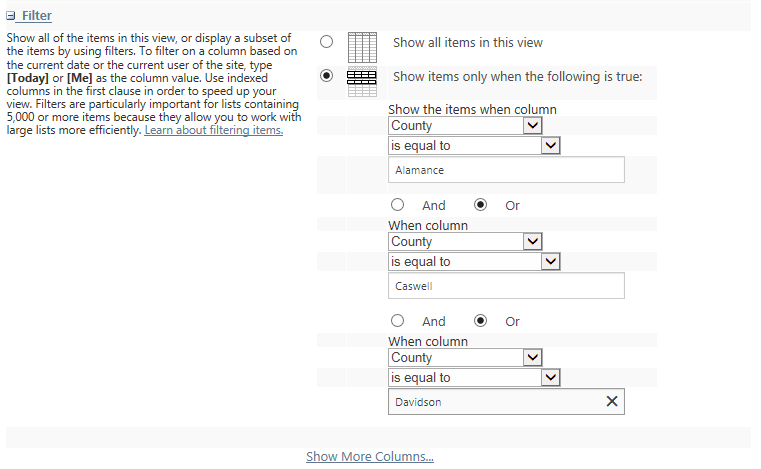 Filter
Show all of the items in this view, or display a subset of
the items by using filters. To filter on a column based on
the current date or the current user of the site, type
[Today] or [Me] as the column value. Use indexed
columns in the first clause in order to speed up your
view. Filters are particularly important for lists containing
5,000 or more items because they allow you to work with
large lists more efficiently. Learn about filtering items.
Show all items in this view
Show items only when the following is true:
Show the items when column
County
is equal to
Alamance
And Or
When column
County
is equal to
Caswell
And Or
When column
County
is equal to
Davidson
Show More Columns...